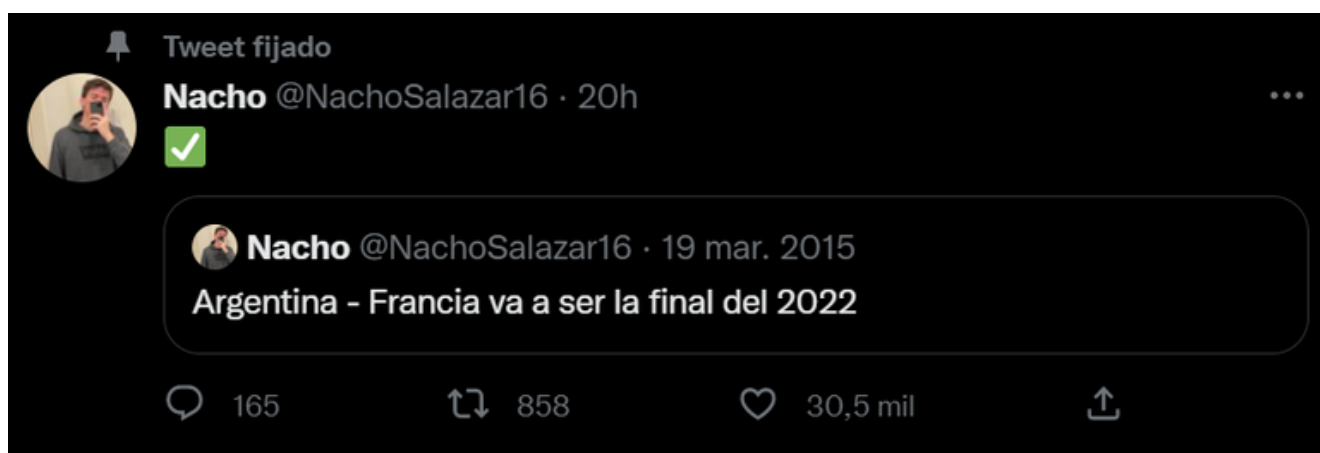 Tweet fijado
Nacho @NachoSalazar16 · 20h
Nacho @NachoSalazar16 · 19 mar. 2015
Argentina - Francia va a ser la final del 2022
165 858 30,5 mil